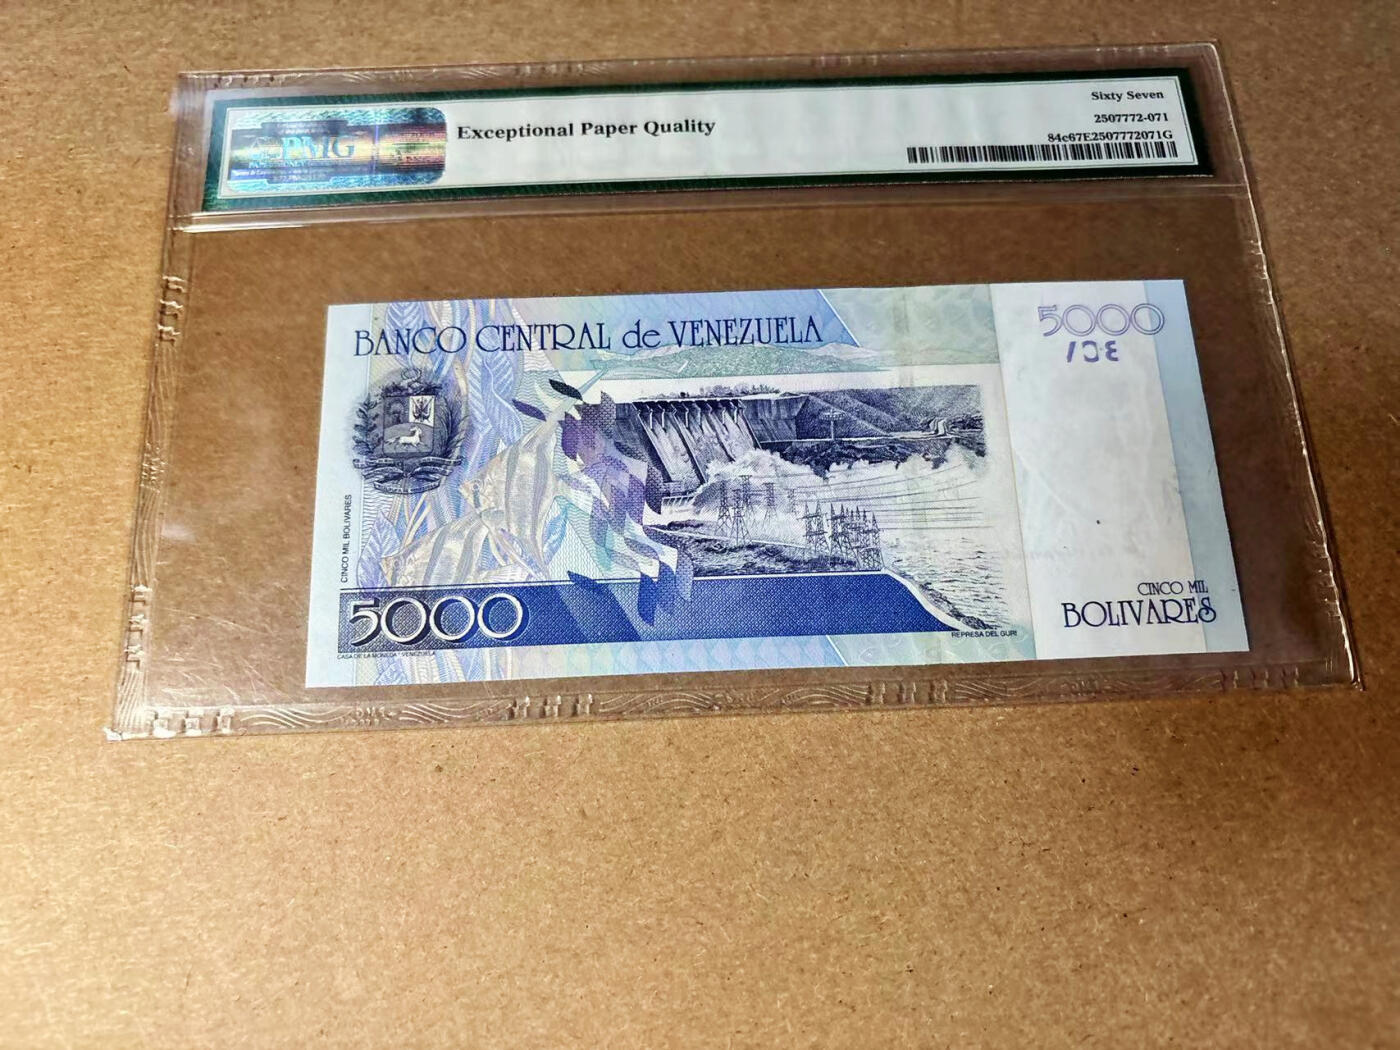 PMG
Exceptional Paper Quality
Sixty Seven
2507772-071
84c67E2507772071G
BANCO CENTRAL de VENEZUELA
5000
CINCO MIL BOLIVARES
5000
CASA DE LA MONEDA - VENEZUELA
REPRESA DEL GURI
CINCO MIL
BOLIVARES